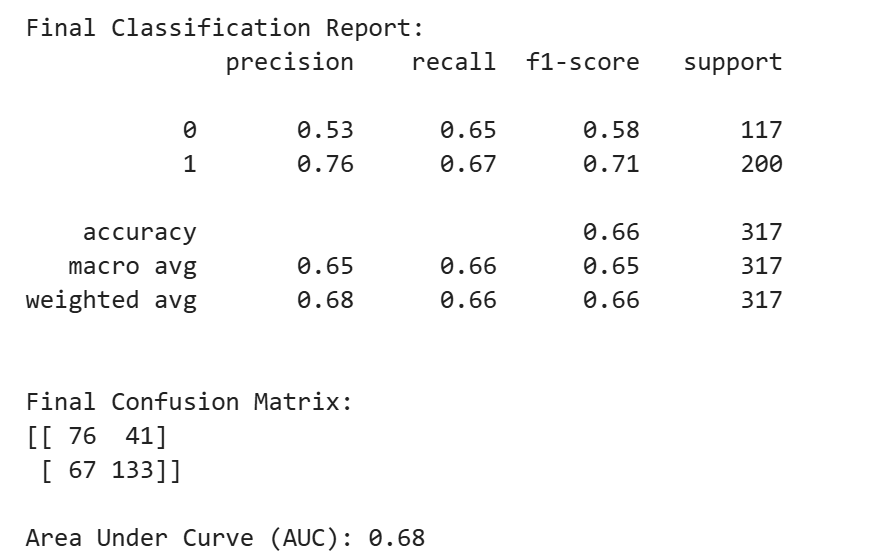 Final Classification Report:
precision recall f1-score support
0 0.53 0.65 0.58 117
1 0.76 0.67 0.71 200
accuracy 0.66 317
macro avg 0.65 0.66 0.65 317
weighted avg 0.68 0.66 0.66 317
Final Confusion Matrix:
[[ 76 41]
[ 67 133]]
Area Under Curve (AUC): 0.68